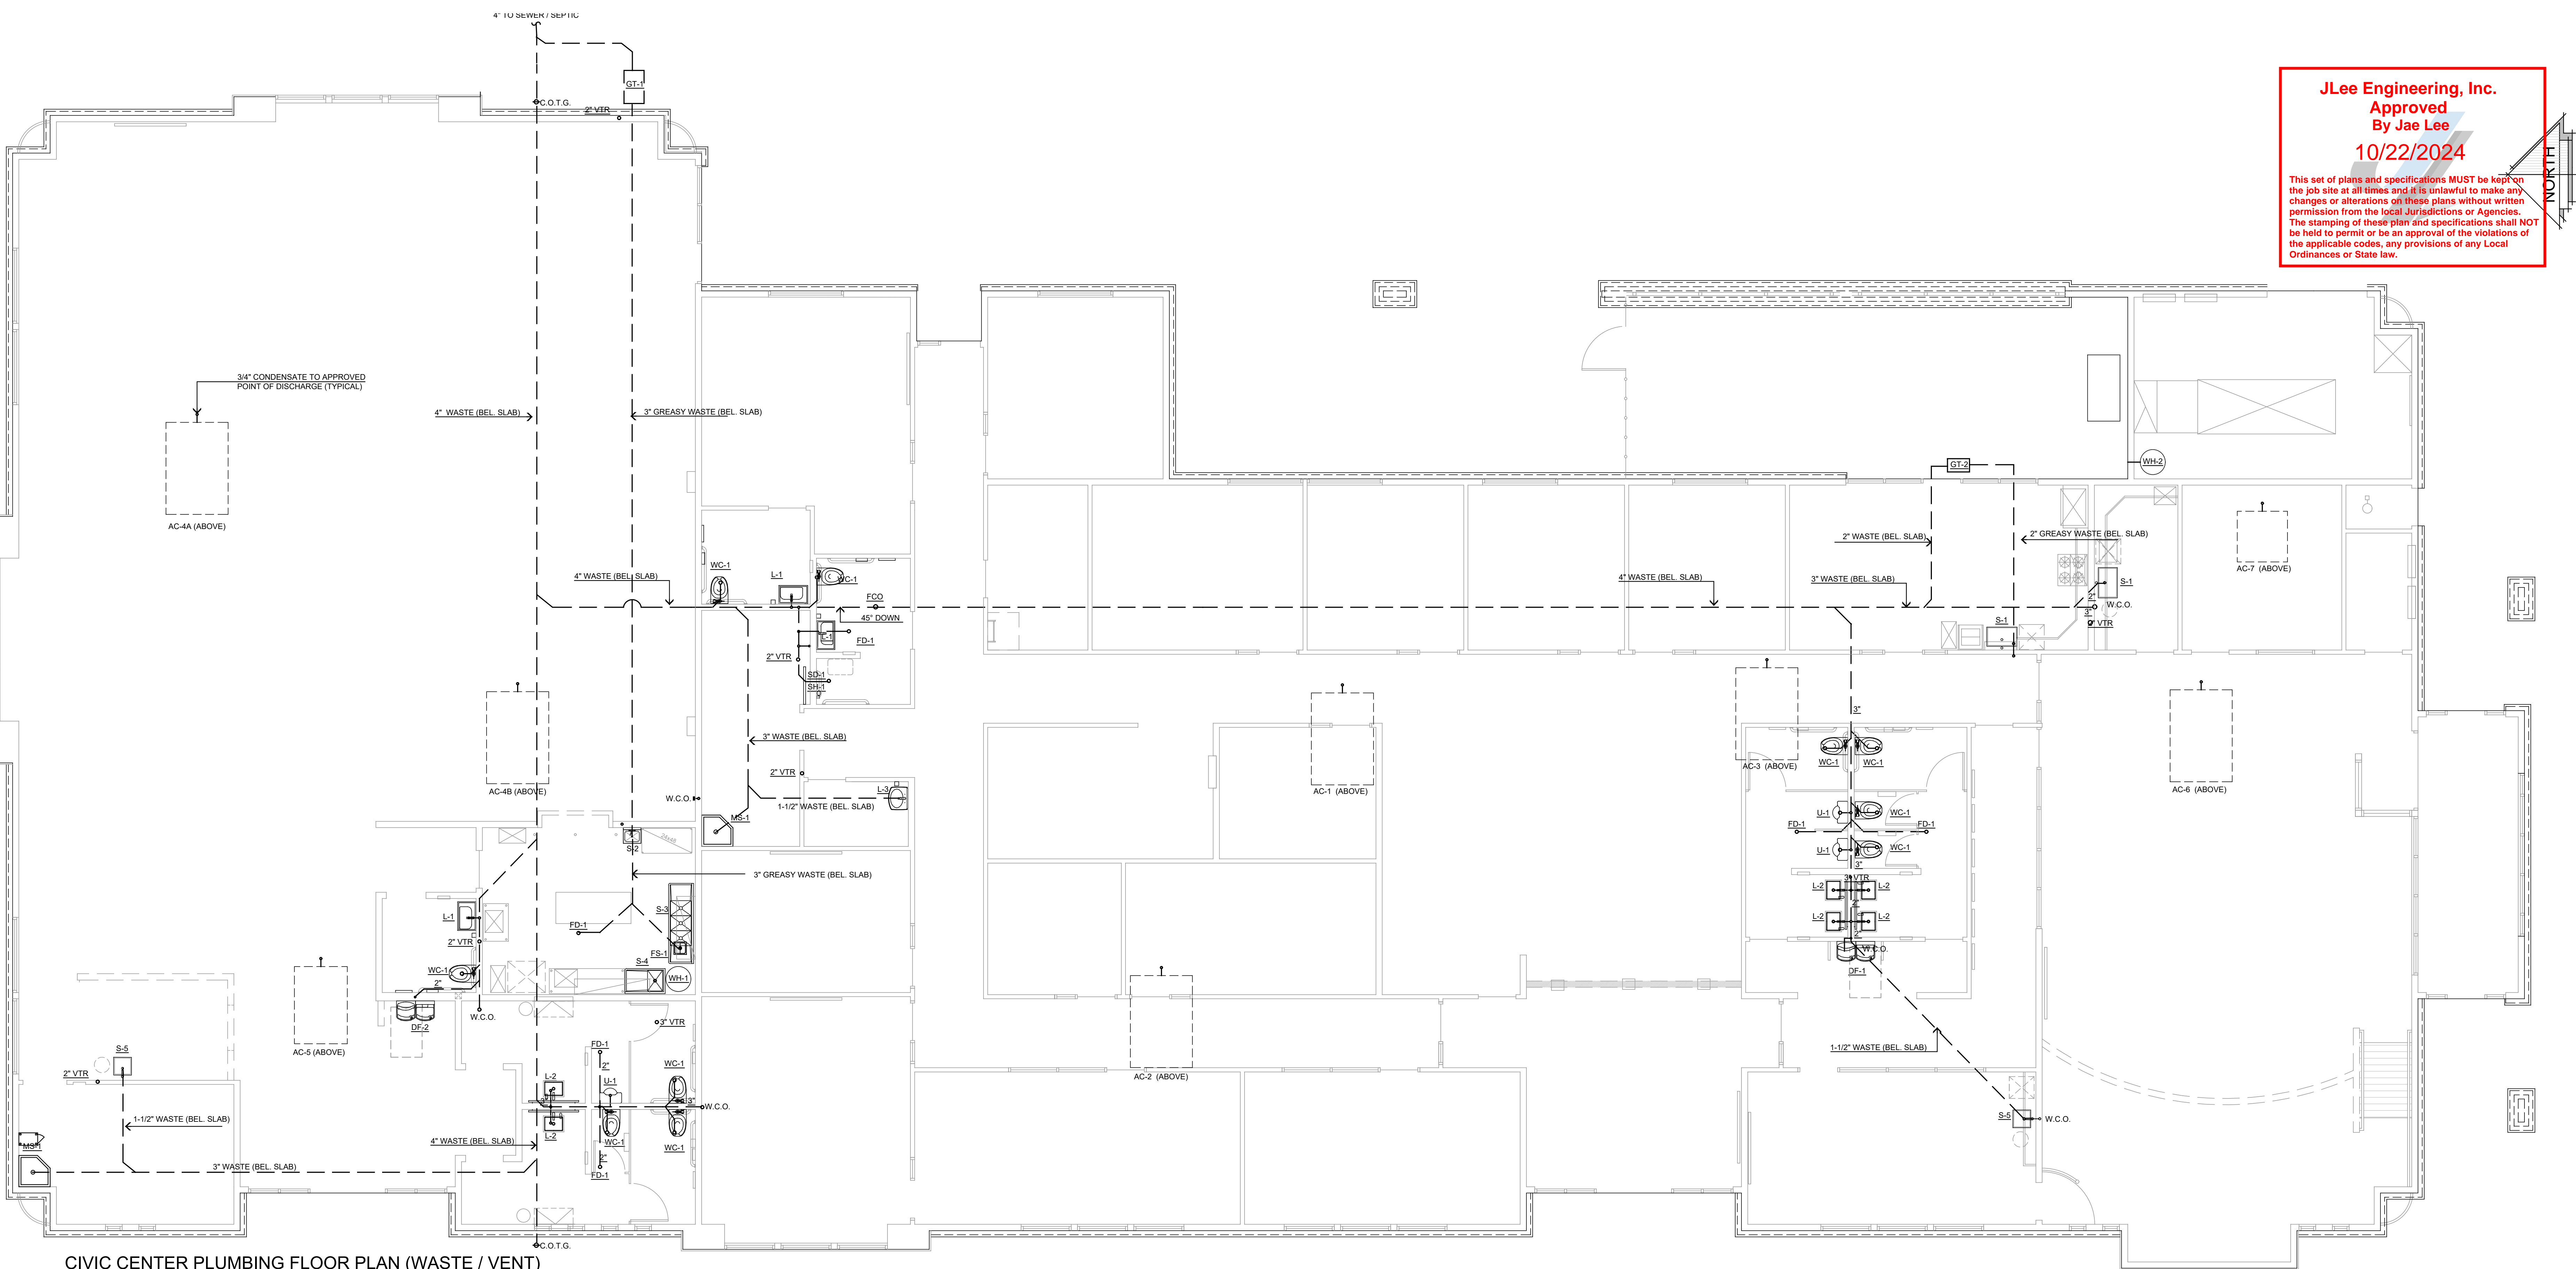 4" TO SEWER / SEPTIC
GT-1
C.O.T.G.
2" VTR
JLee Engineering, Inc.
Approved
By Jae Lee
10/22/2024
This set of plans and specifications MUST be kept on
the job site at all times and it is unlawful to make any
changes or alterations on these plans without written
permission from the local Jurisdictions or Agencies.
The stamping of these plan and specifications shall NOT
be held to permit or be an approval of the violations of
the applicable codes, any provisions of any Local
Ordinances or State law.
NORTH
3/4" CONDENSATE TO APPROVED
POINT OF DISCHARGE (TYPICAL)
4" WASTE (BEL. SLAB)
3" GREASY WASTE (BEL. SLAB)
AC-4A (ABOVE)
GT-2
WH-2
2" WASTE (BEL. SLAB)
2" GREASY WASTE (BEL. SLAB)
WC-1
L-1
WC-1
4" WASTE (BEL. SLAB)
FCO
45° DOWN
4" WASTE (BEL. SLAB)
3" WASTE (BEL. SLAB)
S-1
AC-7 (ABOVE)
2"
W.C.O.
3"
2" VTR
S-1
L-1
FD-1
2" VTR
SD-1
SH-1
3" WASTE (BEL. SLAB)
3"
2" VTR
L-3
1-1/2" WASTE (BEL. SLAB)
W.C.O.
MS-1
AC-4B (ABOVE)
AC-1 (ABOVE)
AC-3 (ABOVE)
AC-6 (ABOVE)
WC-1
WC-1
U-1
WC-1
FD-1
FD-1
U-1
WC-1
3"
3" VTR
L-2
L-2
2"
L-2
L-2
2"
W.C.O.
DF-1
S-2
24x48
3" GREASY WASTE (BEL. SLAB)
S-3
L-1
FD-1
2" VTR
FS-1
S-4
WH-1
WC-1
2"
W.C.O.
DF-2
AC-5 (ABOVE)
3" VTR
FD-1
2"
WC-1
U-1
S-5
2" VTR
L-2
3"
3"
W.C.O.
L-2
WC-1
WC-1
2"
FD-1
1-1/2" WASTE (BEL. SLAB)
4" WASTE (BEL. SLAB)
MS-1
3" WASTE (BEL. SLAB)
AC-2 (ABOVE)
1-1/2" WASTE (BEL. SLAB)
S-5
W.C.O.
C.O.T.G.
CIVIC CENTER PLUMBING FLOOR PLAN (WASTE / VENT)